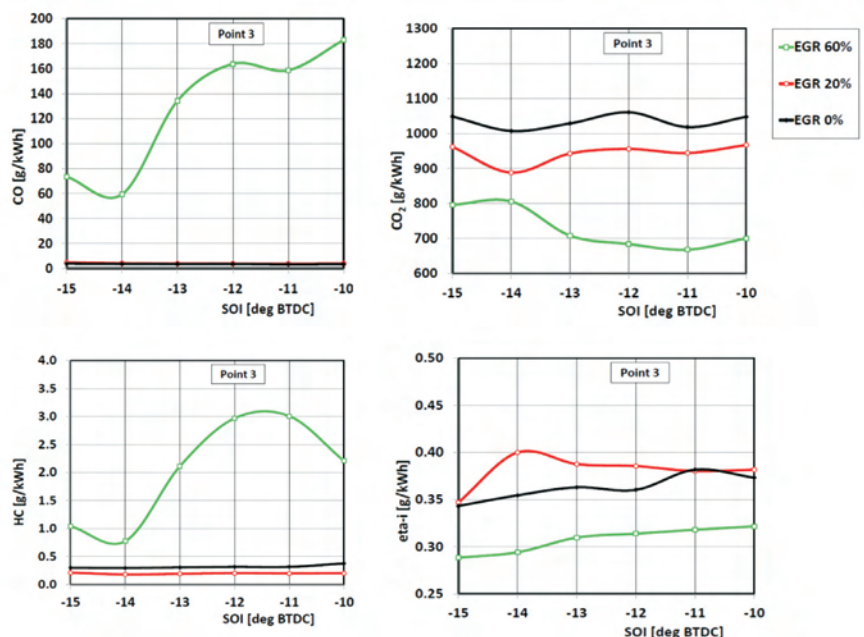 Point 3
CO [g/kWh]
200
180
160
140
120
100
80
60
40
20
0
-15 -14 -13 -12 -11 -10
SOI [deg BTDC]
Point 3
CO₂ [g/kWh]
1300
1200
1100
1000
900
800
700
600
-15 -14 -13 -12 -11 -10
SOI [deg BTDC]
EGR 60%
EGR 20%
EGR 0%
Point 3
HC [g/kWh]
4.0
3.5
3.0
2.5
2.0
1.5
1.0
0.5
0.0
-15 -14 -13 -12 -11 -10
SOI [deg BTDC]
Point 3
eta-i [g/kWh]
0.50
0.45
0.40
0.35
0.30
0.25
-15 -14 -13 -12 -11 -10
SOI [deg BTDC]